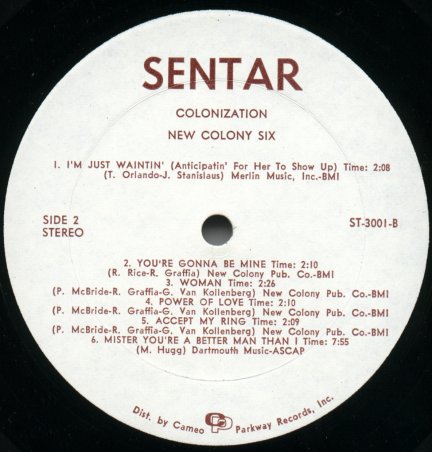 SENTAR
COLONIZATION
NEW COLONY SIX
1. I'M JUST WAINTIN' (Anticipatin' For Her To Show Up) Time: 2:08
(T. Orlando-J. Stanislaus) Merlin Music, Inc.-BMI
SIDE 2
STEREO
ST-3001-B
2. YOU'RE GONNA BE MINE Time: 2:10
(R. Rice-R. Graffia) New Colony Pub. Co.-BMI
3. WOMAN Time: 2:26
(P. McBride-R. Graffia-G. Van Kollenberg) New Colony Pub. Co.-BMI
4. POWER OF LOVE Time: 2:10
(P. McBride-R. Graffia-G. Van Kollenberg) New Colony Pub. Co.-BMI
5. ACCEPT MY RING Time: 2:09
(P. McBride-R. Graffia-G. Van Kollenberg) New Colony Pub. Co.-BMI
6. MISTER YOU'RE A BETTER MAN THAN I Time: 7:55
(M. Hugg) Dartmouth Music-ASCAP
Dist. by Cameo CP Parkway Records, Inc.